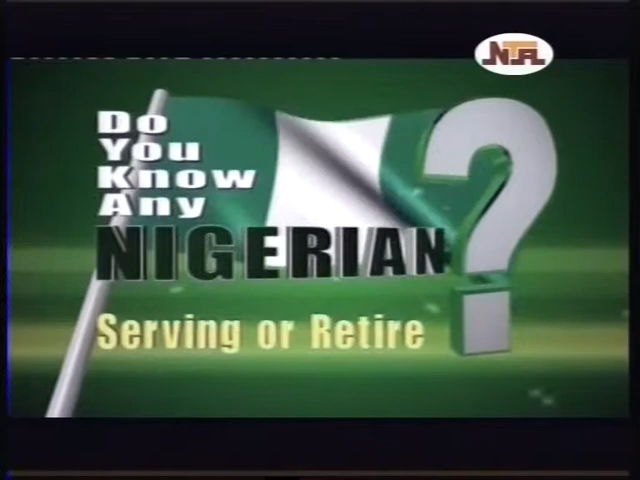 NTA
Do
You
Know
Any
NIGERIAN?
Serving or Retire